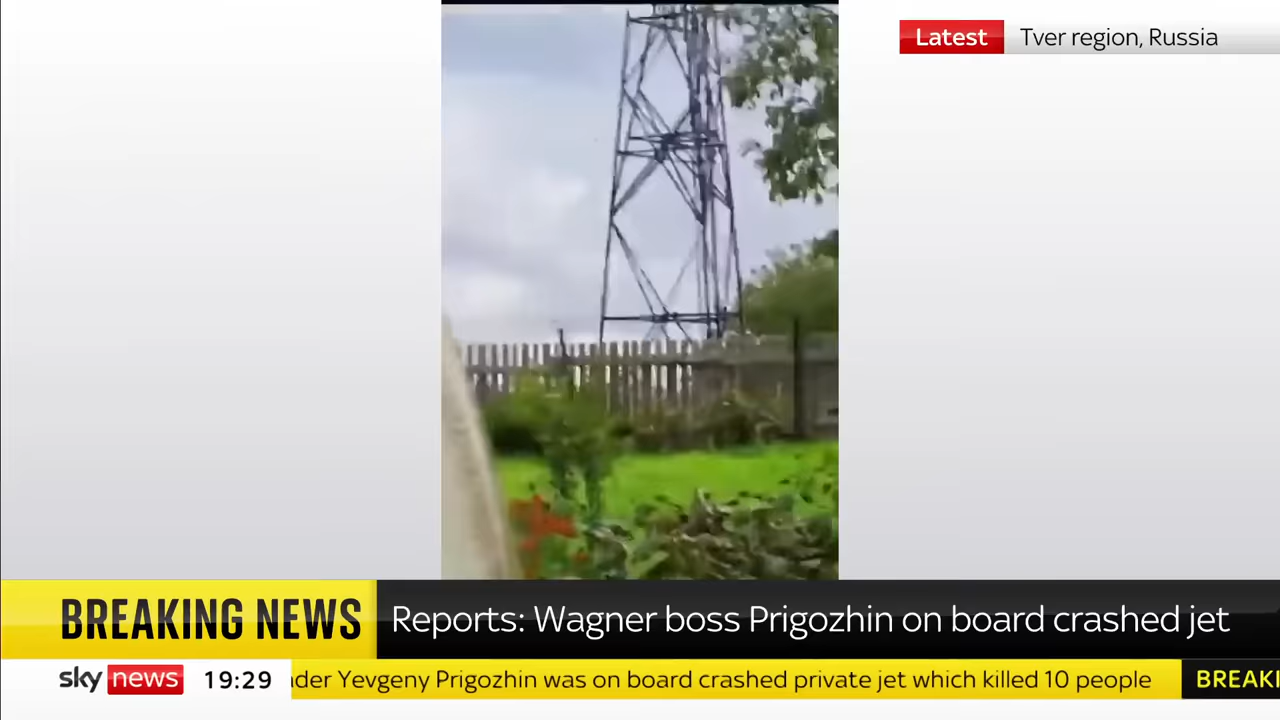 Latest Tver region, Russia
BREAKING NEWS Reports: Wagner boss Prigozhin on board crashed jet
sky news 19:29 Yevgeny Prigozhin was on board crashed private jet which killed 10 people